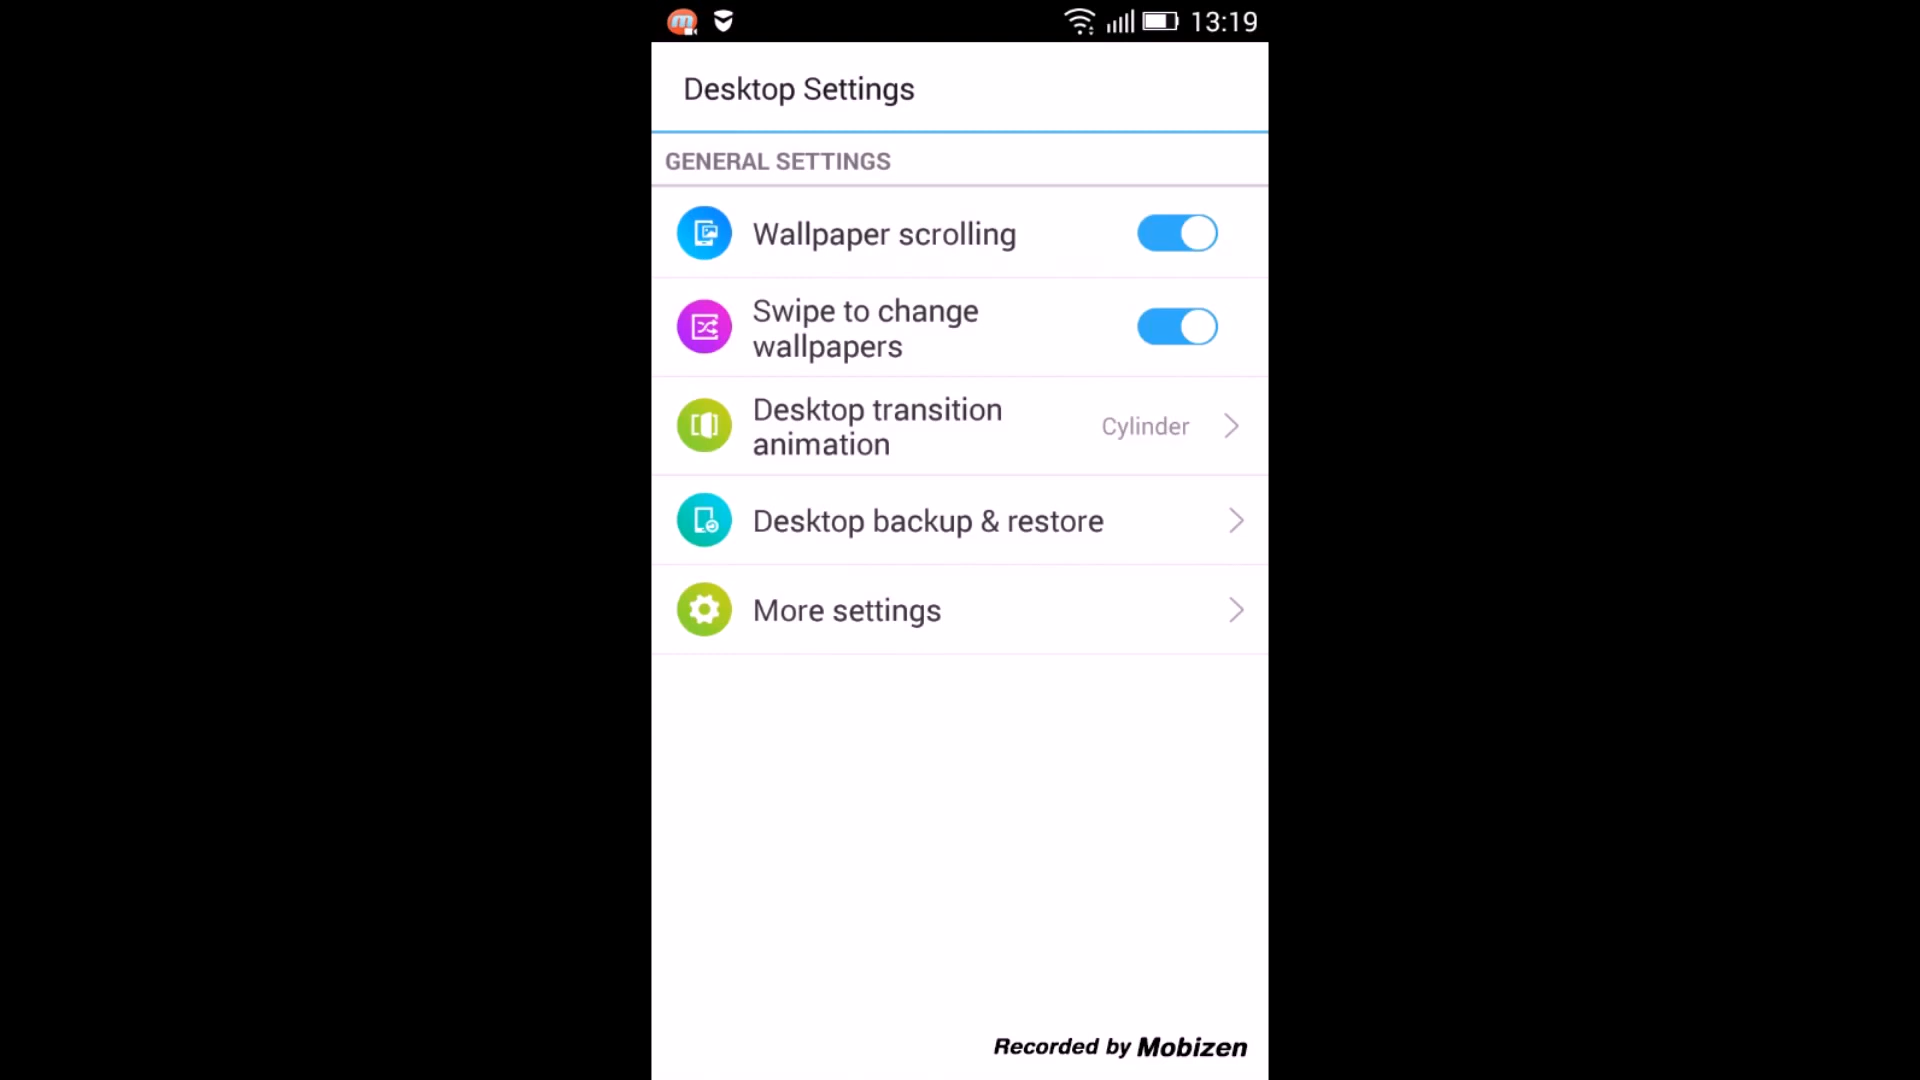 13:19
Desktop Settings
GENERAL SETTINGS
Wallpaper scrolling
Swipe to change
wallpapers
Desktop transition
animation
Cylinder
Desktop backup & restore
More settings
Recorded by Mobizen